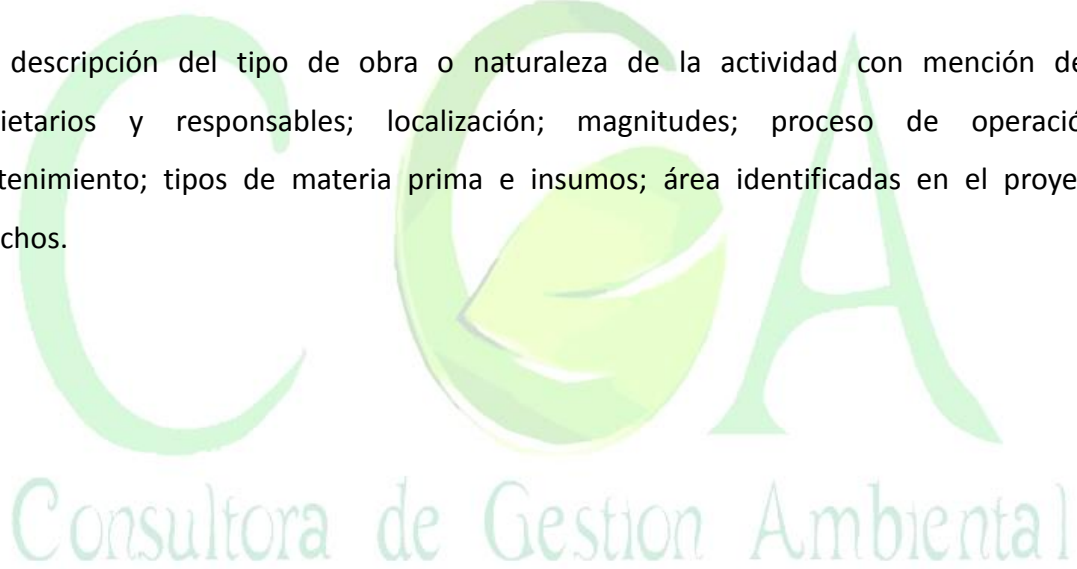 descripción del tipo de obra o naturaleza de la actividad con mención de
ietarios y responsables; localización; magnitudes; proceso de operació
tenimiento; tipos de materia prima e insumos; área identificadas en el proye
chos.
CGA
Consultora de Gestion Ambiental